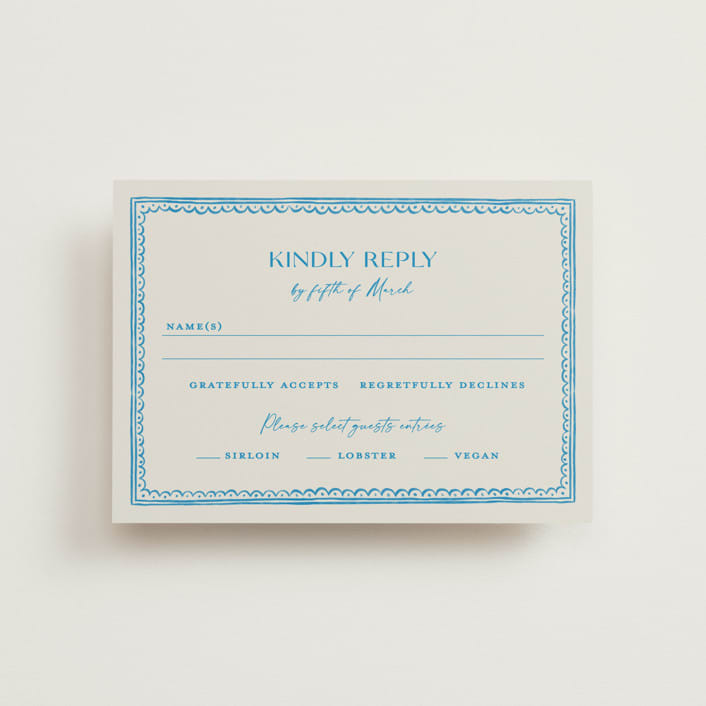 KINDLY REPLY
by fifth of March
NAME(S)
GRATEFULLY ACCEPTS REGRETFULLY DECLINES
Please select guests entrées
SIRLOIN LOBSTER VEGAN